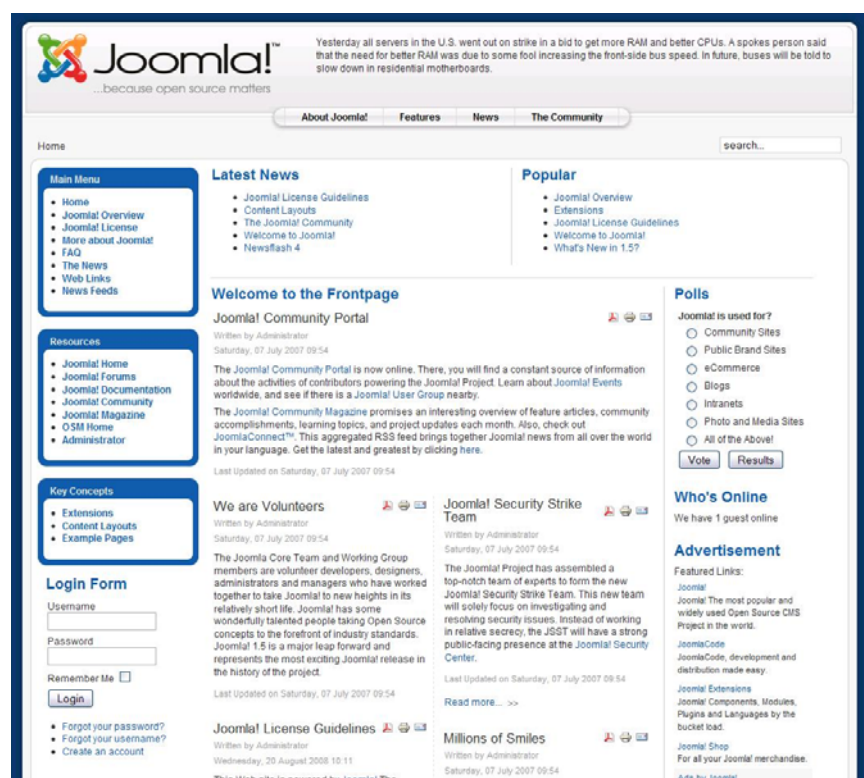 Joomla!™
...because open source matters
Yesterday all servers in the U.S. went out on strike in a bid to get more RAM and better CPUs. A spokes person said
that the need for better RAM was due to some fool increasing the front-side bus speed. In future, buses will be told to
slow down in residential motherboards.
About Joomla! Features News The Community
Home
search...
Main Menu
Home
Joomla! Overview
Joomla! License
More about Joomla!
FAQ
The News
Web Links
News Feeds
Resources
Joomla! Home
Joomla! Forums
Joomla! Documentation
Joomla! Community
Joomla! Magazine
OSM Home
Administrator
Key Concepts
Extensions
Content Layouts
Example Pages
Login Form
Username
Password
Remember Me
Login
Forgot your password?
Forgot your username?
Create an account
Latest News
Joomla! License Guidelines
Content Layouts
The Joomla! Community
Welcome to Joomla!
Newsflash 4
Popular
Joomla! Overview
Extensions
Joomla! License Guidelines
Welcome to Joomla!
What's New in 1.5?
Welcome to the Frontpage
Joomla! Community Portal
Written by Administrator
Saturday, 07 July 2007 09:54
The Joomla! Community Portal is now online. There, you will find a constant source of information
about the activities of contributors powering the Joomla! Project. Learn about Joomla! Events
worldwide, and see if there is a Joomla! User Group nearby.
The Joomla! Community Magazine promises an interesting overview of feature articles, community
accomplishments, learning topics, and project updates each month. Also, check out
JoomlaConnect™. This aggregated RSS feed brings together Joomla! news from all over the world
in your language. Get the latest and greatest by clicking here.
Last Updated on Saturday, 07 July 2007 09:54
We are Volunteers
Written by Administrator
Saturday, 07 July 2007 09:54
The Joomla Core Team and Working Group
members are volunteer developers, designers,
administrators and managers who have worked
together to take Joomla! to new heights in its
relatively short life. Joomla! has some
wonderfully talented people taking Open Source
concepts to the forefront of industry standards.
Joomla! 1.5 is a major leap forward and
represents the most exciting Joomla! release in
the history of the project.
Last Updated on Saturday, 07 July 2007 09:54
Joomla! License Guidelines
Written by Administrator
Wednesday, 20 August 2008 10:11
Joomla! Security Strike
Team
Written by Administrator
Saturday, 07 July 2007 09:54
The Joomla! Project has assembled a
top-notch team of experts to form the new
Joomla! Security Strike Team. This new team
will solely focus on investigating and
resolving security issues. Instead of working
in relative secrecy, the JSST will have a strong
public-facing presence at the Joomla! Security
Center.
Last Updated on Saturday, 07 July 2007 09:54
Read more... >>
Millions of Smiles
Written by Administrator
Saturday, 07 July 2007 09:54
Polls
Joomla! is used for?
Community Sites
Public Brand Sites
eCommerce
Blogs
Intranets
Photo and Media Sites
All of the Above!
Vote Results
Who's Online
We have 1 guest online
Advertisement
Featured Links:
Joomla!
Joomla! The most popular and
widely used Open Source CMS
Project in the world.
JoomlaCode
JoomlaCode, development and
distribution made easy.
Joomla! Extensions
Joomla! Components, Modules,
Plugins and Languages by the
bucket load.
Joomla! Shop
For all your Joomla! merchandise.